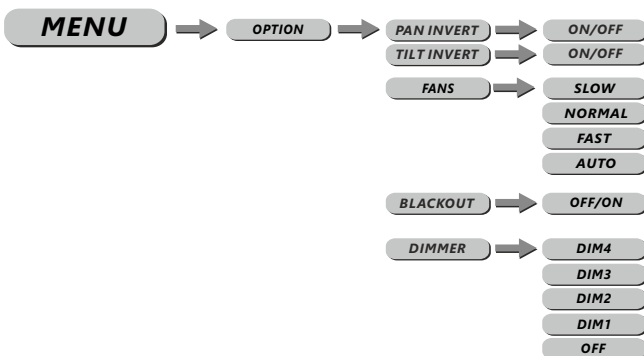 MENU OPTION PAN INVERT ON/OFF
TILT INVERT ON/OFF
FANS SLOW
NORMAL
FAST
AUTO
BLACKOUT OFF/ON
DIMMER DIM4
DIM3
DIM2
DIM1
OFF